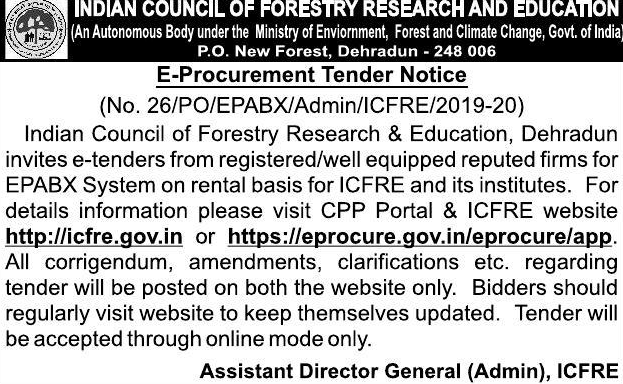 INDIAN COUNCIL OF FORESTRY RESEARCH AND EDUCATION
(An Autonomous Body under the Ministry of Enviornment, Forest and Climate Change, Govt. of India)
P.O. New Forest, Dehradun - 248 006
E-Procurement Tender Notice
(No. 26/PO/EPABX/Admin/ICFRE/2019-20)
Indian Council of Forestry Research & Education, Dehradun
invites e-tenders from registered/well equipped reputed firms for
EPABX System on rental basis for ICFRE and its institutes. For
details information please visit CPP Portal & ICFRE website
http://icfre.gov.in or https://eprocure.gov.in/eprocure/app.
All corrigendum, amendments, clarifications etc. regarding
tender will be posted on both the website only. Bidders should
regularly visit website to keep themselves updated. Tender will
be accepted through online mode only.
Assistant Director General (Admin), ICFRE